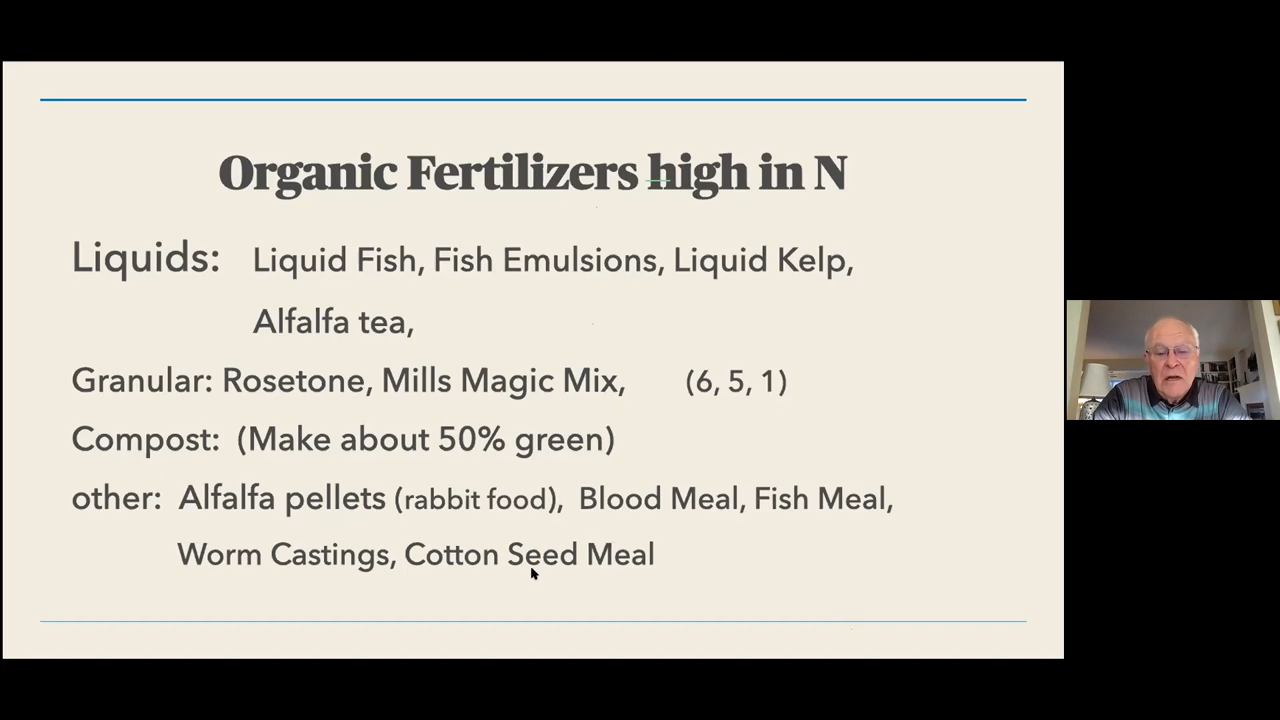 Organic Fertilizers high in N
Liquids: Liquid Fish, Fish Emulsions, Liquid Kelp,
Alfalfa tea,
Granular: Rosetone, Mills Magic Mix, (6, 5, 1)
Compost: (Make about 50% green)
other: Alfalfa pellets (rabbit food), Blood Meal, Fish Meal,
Worm Castings, Cotton Seed Meal